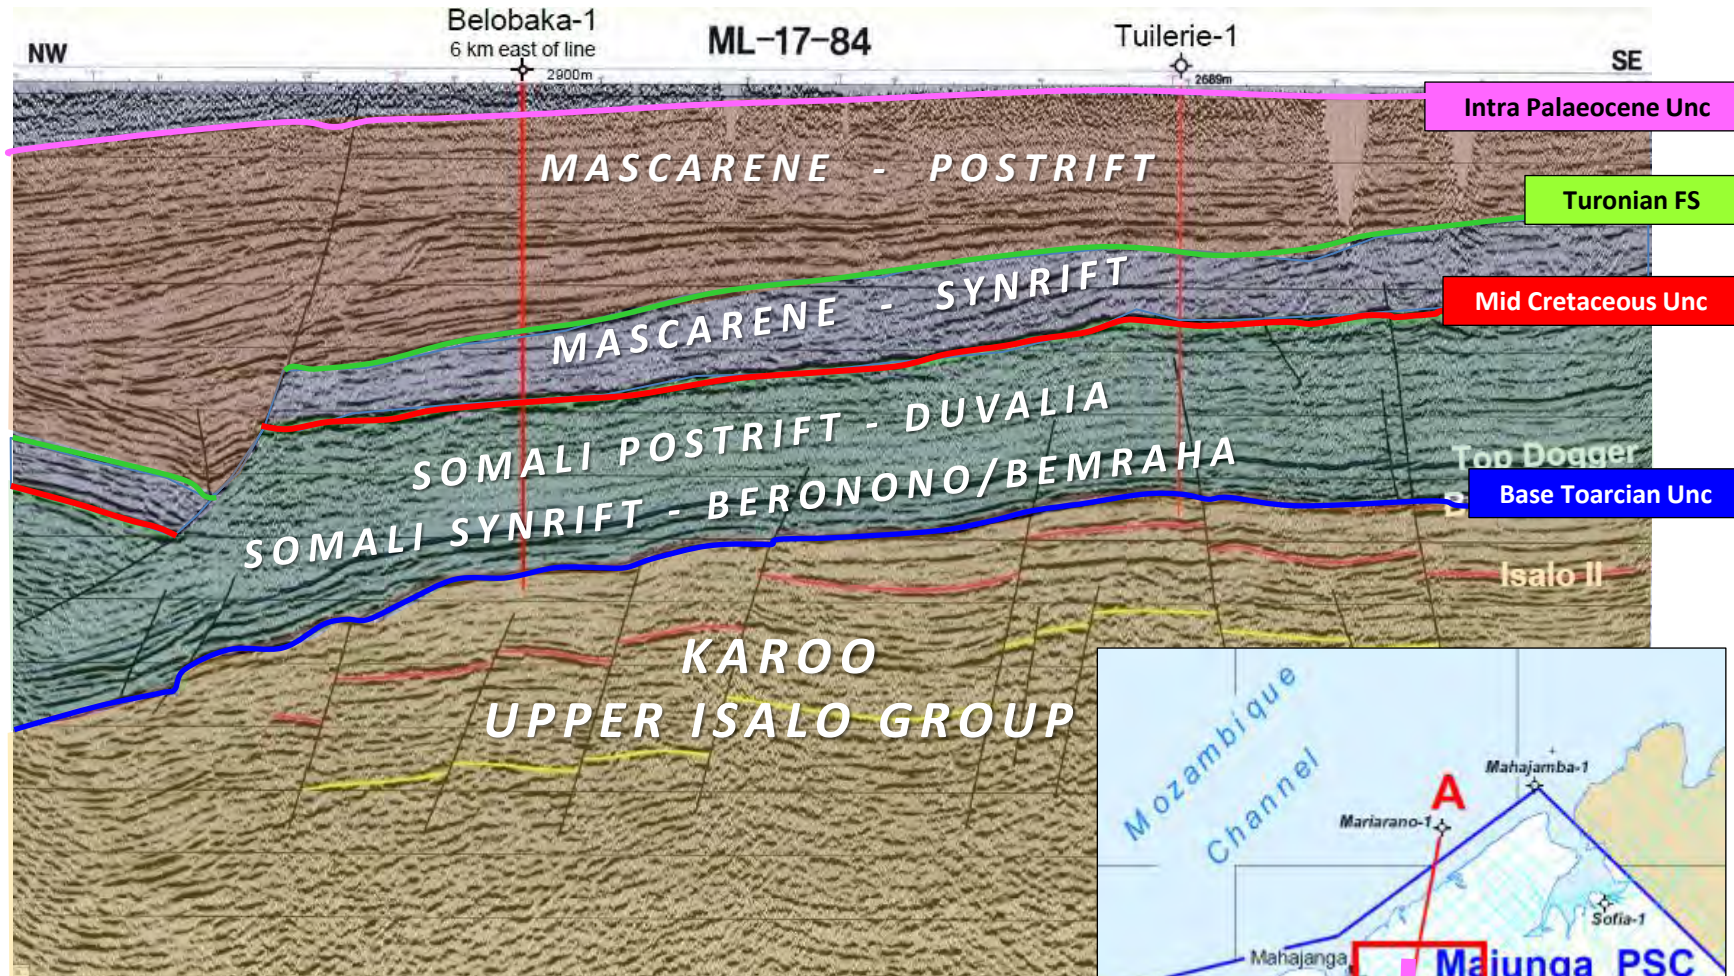 Belobaka-1
6 km east of line
ML-17-84
Tuilerie-1
NW
SE
2900m
2689m
Intra Palaeocene Unc
MASCARENE - POSTRIFT
Turonian FS
MASCARENE - SYNRIFT
Mid Cretaceous Unc
SOMALI POSTRIFT - DUVALIA
Top Dogger
SOMALI SYNRIFT - BERONONO/BEMRAHA
Base Toarcian Unc
Isalo II
KAROO
UPPER ISALO GROUP
Mozambique
Channel
Mahajamba-1
A
Mariarano-1
Sofia-1
Mahajanga
Majunga PSC